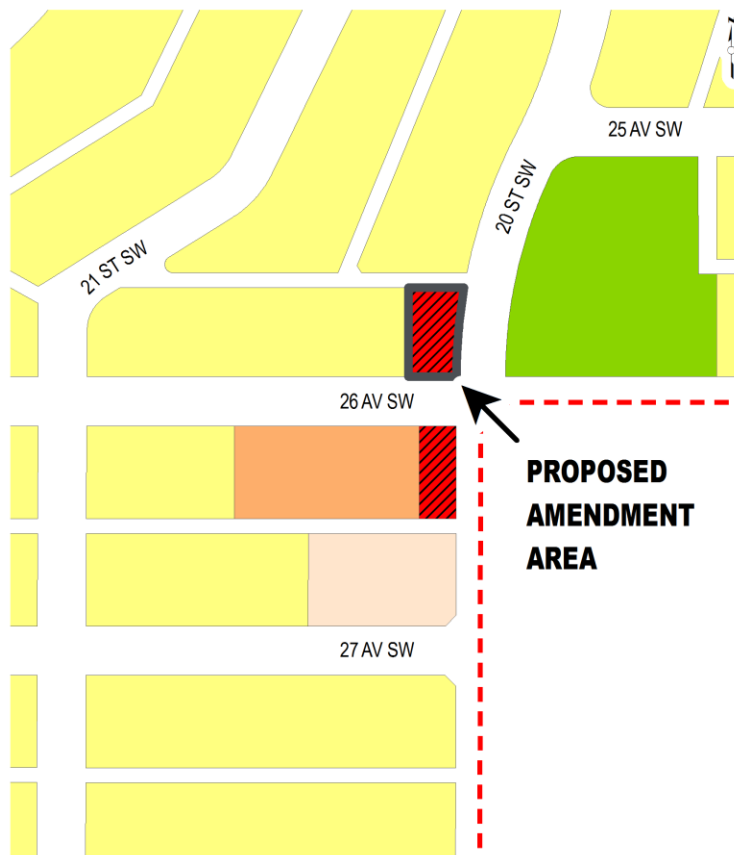 25 AV SW
20 ST SW
21 ST SW
26 AV SW
PROPOSED
AMENDMENT
AREA
27 AV SW